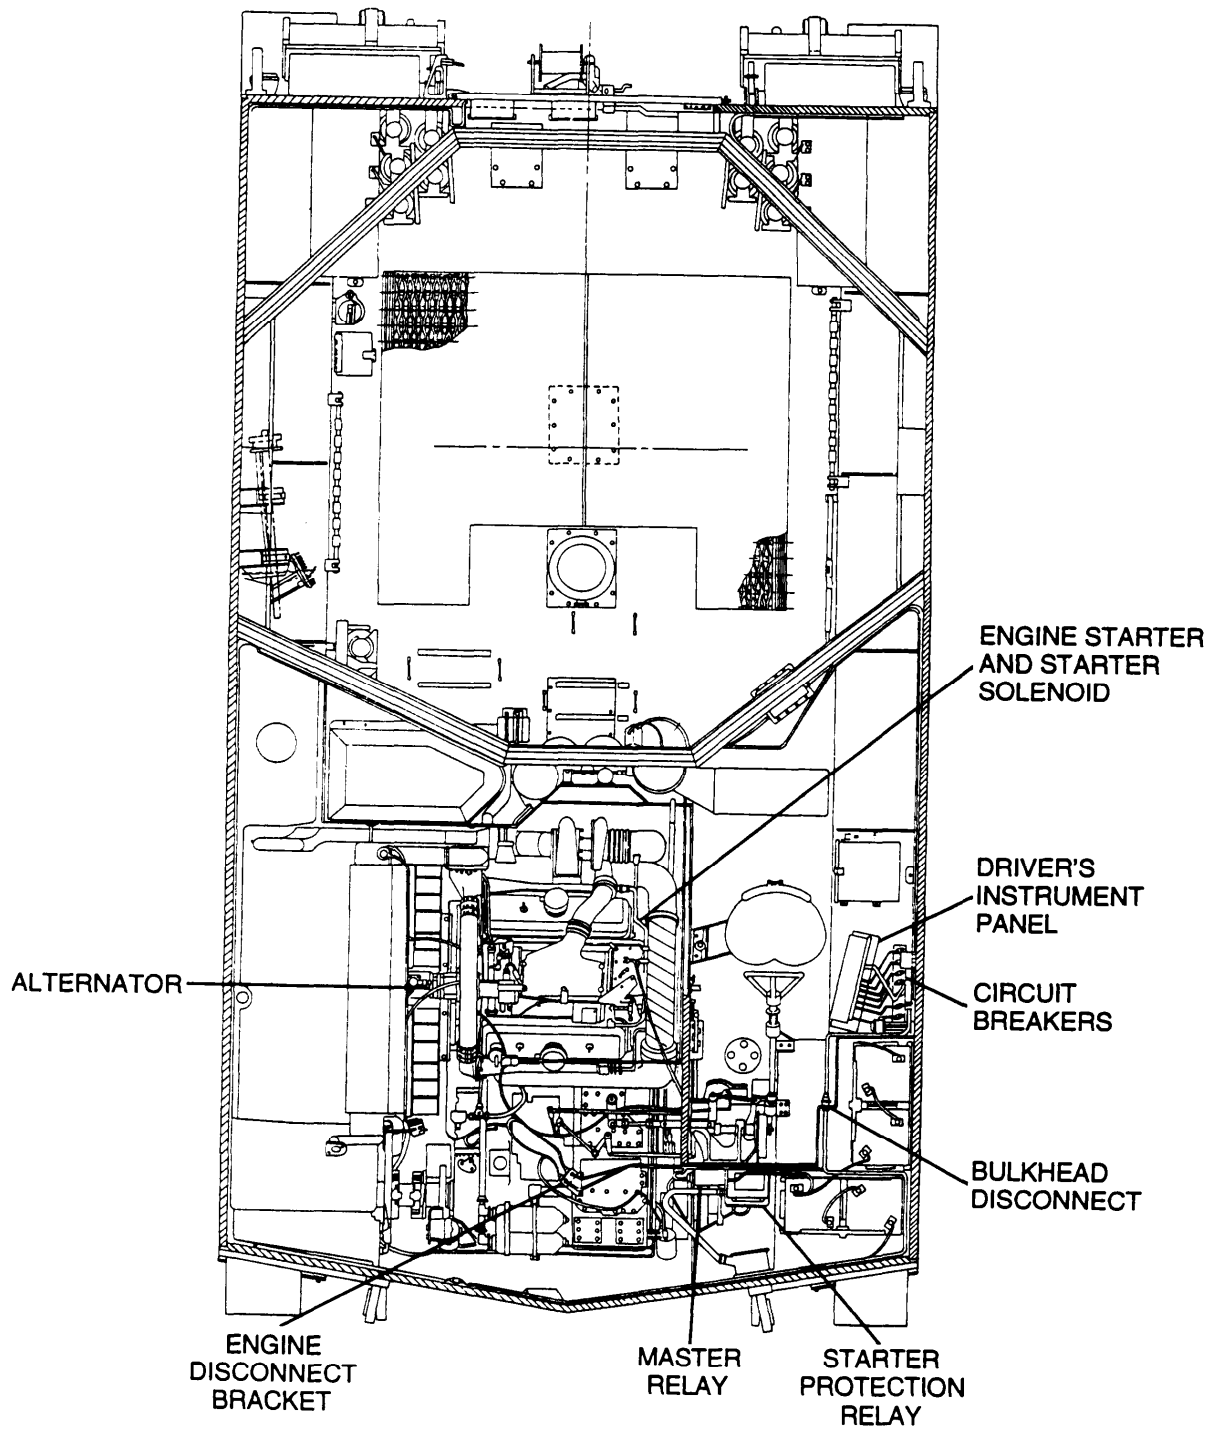 ENGINE STARTER
AND STARTER
SOLENOID
DRIVER'S
INSTRUMENT
PANEL
ALTERNATOR
CIRCUIT
BREAKERS
BULKHEAD
DISCONNECT
ENGINE
DISCONNECT
BRACKET
MASTER
RELAY
STARTER
PROTECTION
RELAY